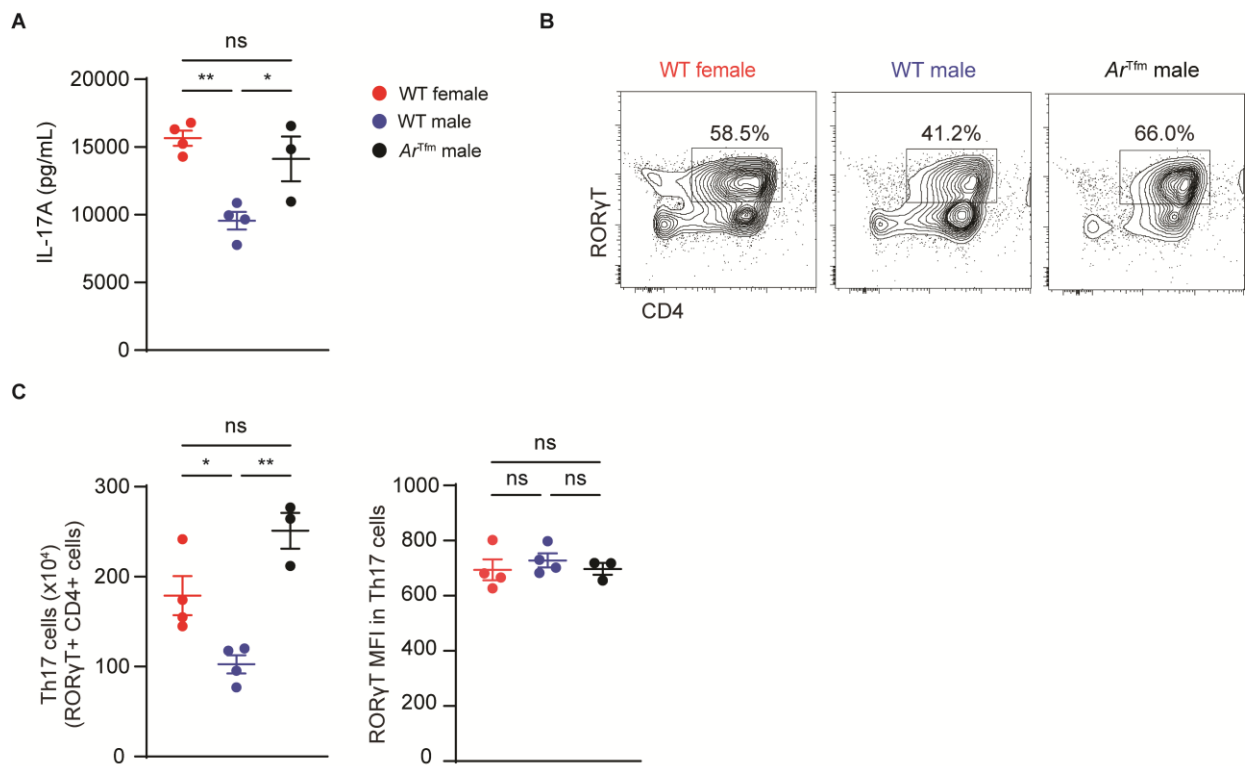 A
ns
** *
20000
15000
10000
5000
0
IL-17A (pg/mL)
WT female
WT male
ArTfm male
B
WT female WT male ArTfm male
58.5% 41.2% 66.0%
RORγT
CD4
C
ns
* **
300
200
100
0
Th17 cells (x10⁴)
(RORγT+ CD4+ cells)
ns
ns ns
1000
800
600
400
200
0
RORγT MFI in Th17 cells